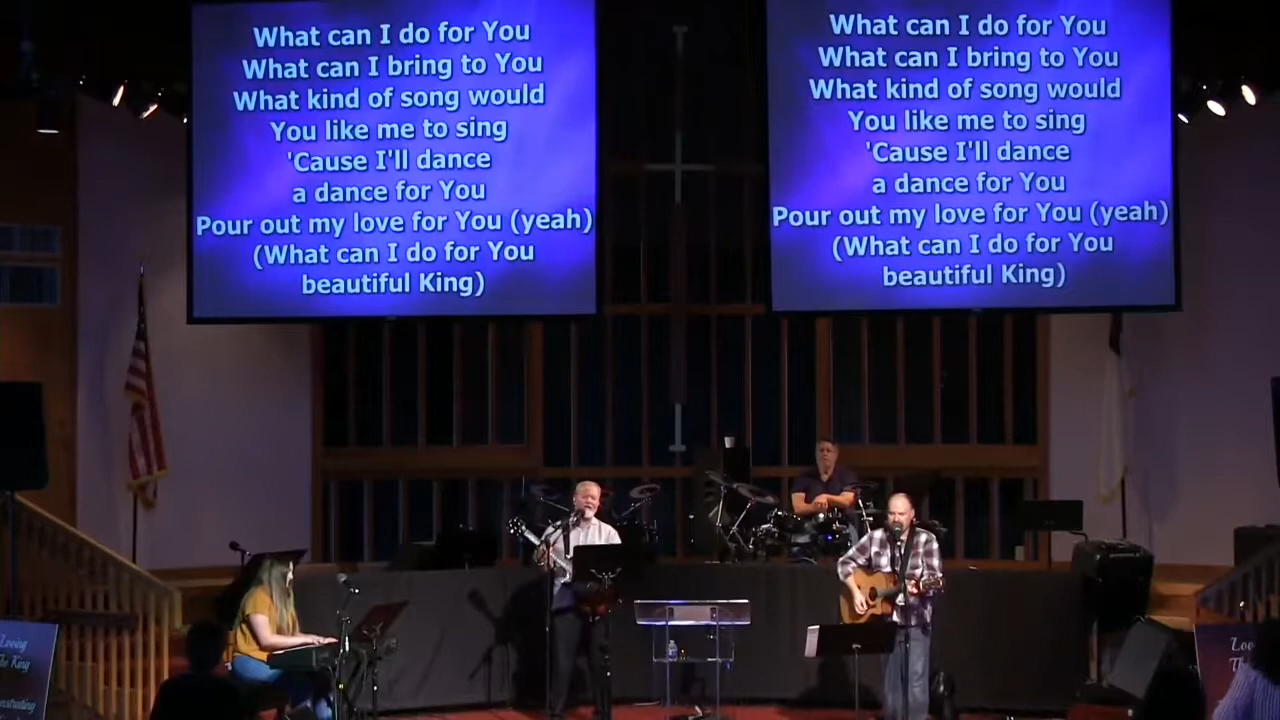 What can I do for You
What can I bring to You
What kind of song would
You like me to sing
'Cause I'll dance
a dance for You
Pour out my love for You (yeah)
(What can I do for You
beautiful King)
What can I do for You
What can I bring to You
What kind of song would
You like me to sing
'Cause I'll dance
a dance for You
Pour out my love for You (yeah)
(What can I do for You
beautiful King)
The King